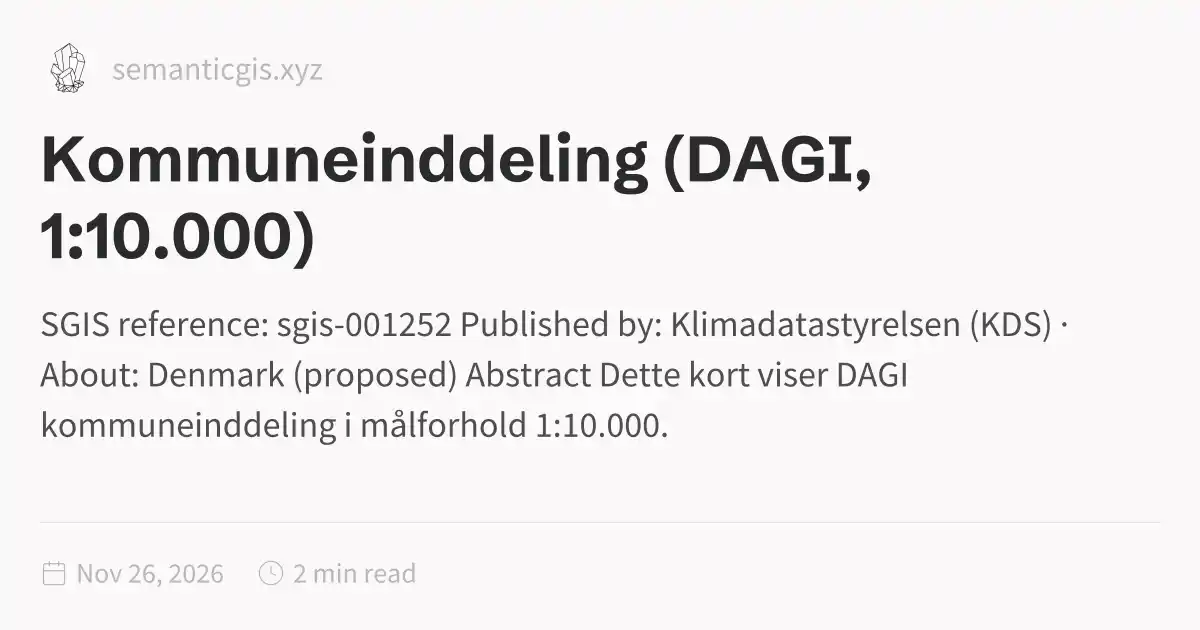 semanticgis.xyz
Kommuneinddeling (DAGI,
1:10.000)
SGIS reference: sgis-001252 Published by: Klimadatastyrelsen (KDS) ·
About: Denmark (proposed) Abstract Dette kort viser DAGI
kommuneinddeling i målforhold 1:10.000.
Nov 26, 2026 2 min read